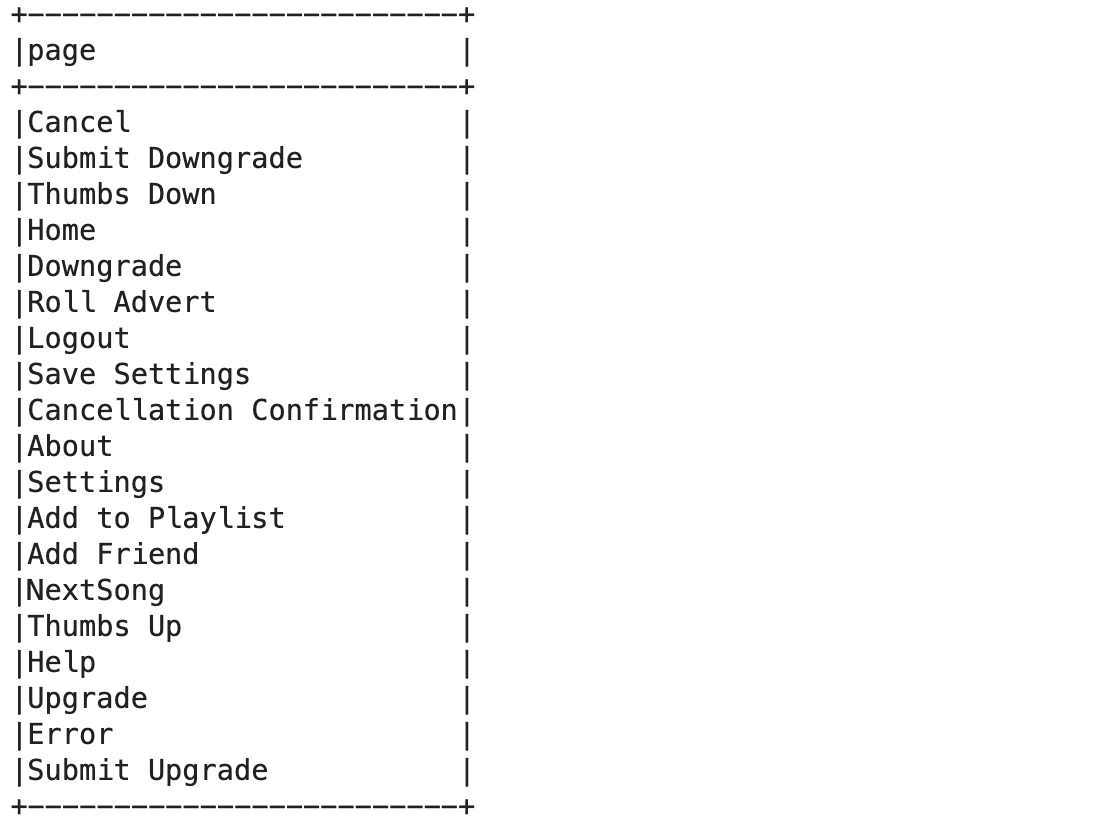 +-------------------------+
|page                     |
+-------------------------+
|Cancel                   |
|Submit Downgrade         |
|Thumbs Down              |
|Home                     |
|Downgrade                |
|Roll Advert              |
|Logout                   |
|Save Settings            |
|Cancellation Confirmation|
|About                    |
|Settings                 |
|Add to Playlist          |
|Add Friend               |
|NextSong                 |
|Thumbs Up                |
|Help                     |
|Upgrade                  |
|Error                    |
|Submit Upgrade           |
+-------------------------+